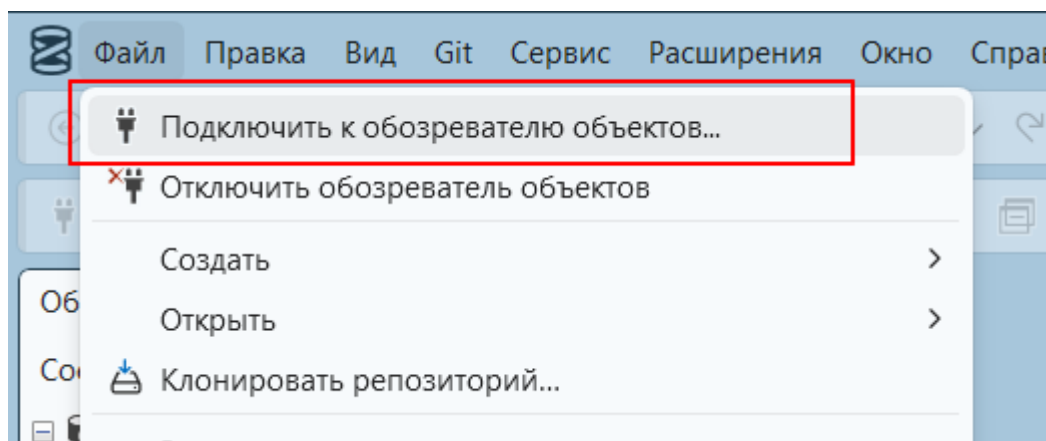 Файл Правка Вид Git Сервис Расширения Окно
Подключить к обозревателю объектов...
Отключить обозреватель объектов
Создать
Открыть
Клонировать репозиторий...